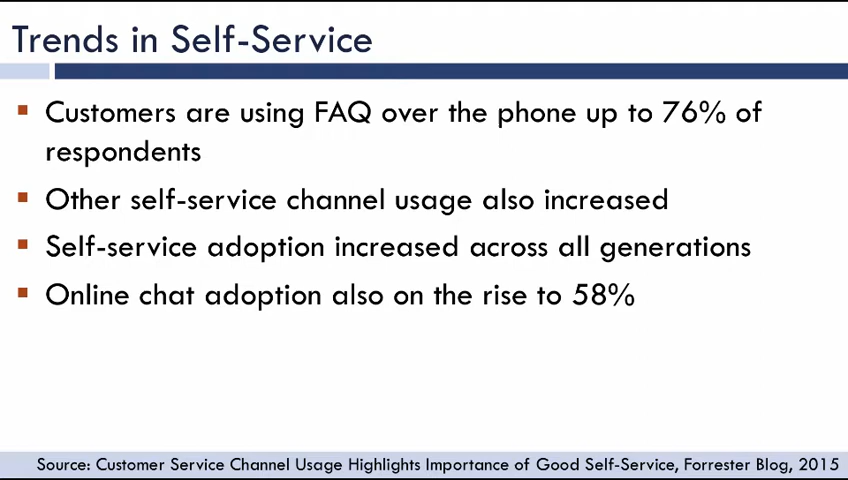 Trends in Self-Service
Customers are using FAQ over the phone up to 76% of
respondents
Other self-service channel usage also increased
Self-service adoption increased across all generations
Online chat adoption also on the rise to 58%
Source: Customer Service Channel Usage Highlights Importance of Good Self-Service, Forrester Blog, 2015